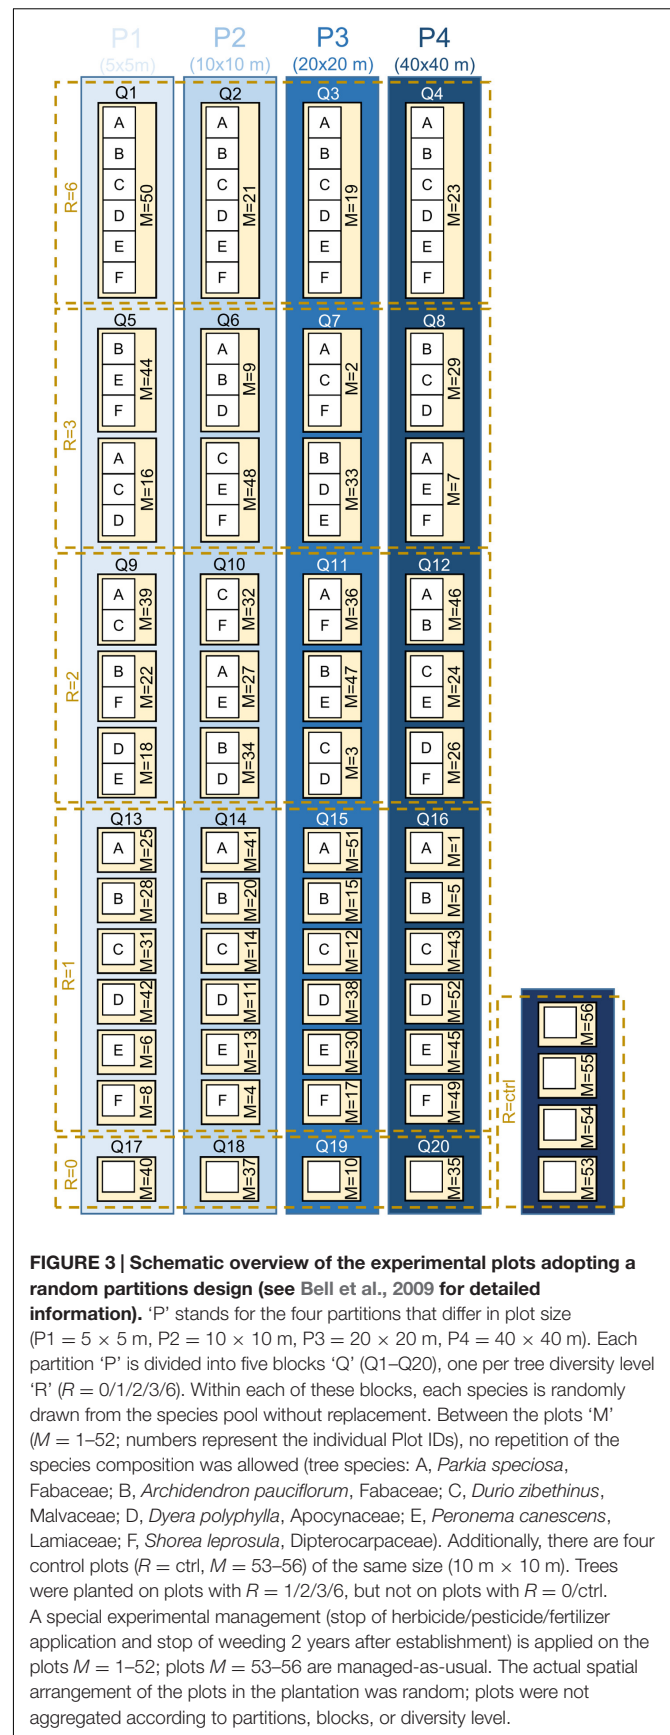 P1 P2 P3 P4
(5x5m) (10x10 m) (20x20 m) (40x40 m)
R=6
Q1 Q2 Q3 Q4
A A A A
B B B B
C C C C
D D D D
E E E E
F F F F
M=50 M=21 M=19 M=23
R=3
Q5 Q6 Q7 Q8
B A A B
E B C C
F D F D
M=44 M=9 M=2 M=29
A C B A
C E D E
D F E F
M=16 M=48 M=33 M=7
R=2
Q9 Q10 Q11 Q12
A C A A
C F F B
M=39 M=32 M=36 M=46
B A B C
F E E E
M=22 M=27 M=47 M=24
D B C D
E D D F
M=18 M=34 M=3 M=26
R=1
Q13 Q14 Q15 Q16
A M=25 A M=41 A M=51 A M=1
B M=28 B M=20 B M=15 B M=5
C M=31 C M=14 C M=12 C M=43
D M=42 D M=11 D M=38 D M=52
E M=6 E M=13 E M=30 E M=45
F M=8 F M=4 F M=17 F M=49
R=0
Q17 Q18 Q19 Q20
M=40 M=37 M=10 M=35
R=ctrl
M=56
M=55
M=54
M=53
FIGURE 3 | Schematic overview of the experimental plots adopting a
random partitions design (see Bell et al., 2009 for detailed
information). ‘P’ stands for the four partitions that differ in plot size
(P1 = 5 × 5 m, P2 = 10 × 10 m, P3 = 20 × 20 m, P4 = 40 × 40 m). Each
partition ‘P’ is divided into five blocks ‘Q’ (Q1–Q20), one per tree diversity level
‘R’ (R = 0/1/2/3/6). Within each of these blocks, each species is randomly
drawn from the species pool without replacement. Between the plots ‘M’
(M = 1–52; numbers represent the individual Plot IDs), no repetition of the
species composition was allowed (tree species: A, Parkia speciosa,
Fabaceae; B, Archidendron pauciflorum, Fabaceae; C, Durio zibethinus,
Malvaceae; D, Dyera polyphylla, Apocynaceae; E, Peronema canescens,
Lamiaceae; F, Shorea leprosula, Dipterocarpaceae). Additionally, there are four
control plots (R = ctrl, M = 53–56) of the same size (10 m × 10 m). Trees
were planted on plots with R = 1/2/3/6, but not on plots with R = 0/ctrl.
A special experimental management (stop of herbicide/pesticide/fertilizer
application and stop of weeding 2 years after establishment) is applied on the
plots M = 1–52; plots M = 53–56 are managed-as-usual. The actual spatial
arrangement of the plots in the plantation was random; plots were not
aggregated according to partitions, blocks, or diversity level.